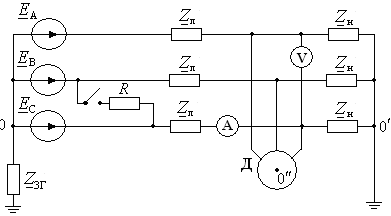 E_A Z_л Z_н
V
E_B Z_л Z_н
R
E_C Z_л A Z_н
0 0'
Д 0''
Z_ЗГ